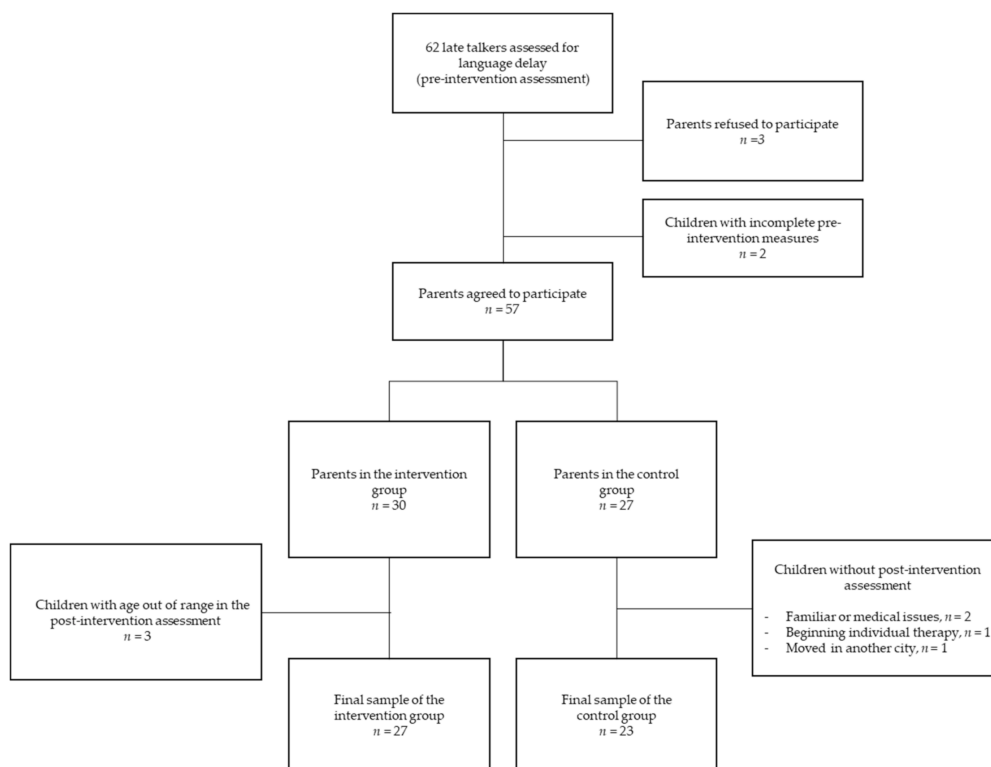 62 late talkers assessed for
language delay
(pre-intervention assessment)
Parents refused to participate
n =3
Children with incomplete pre-
intervention measures
n = 2
Parents agreed to participate
n = 57
Parents in the intervention
group
n = 30
Parents in the control
group
n = 27
Children with age out of range in the
post-intervention assessment
n = 3
Children without post-intervention
assessment
- Familiar or medical issues, n = 2
- Beginning individual therapy, n = 1
- Moved in another city, n = 1
Final sample of the
intervention group
n = 27
Final sample of the
control group
n = 23